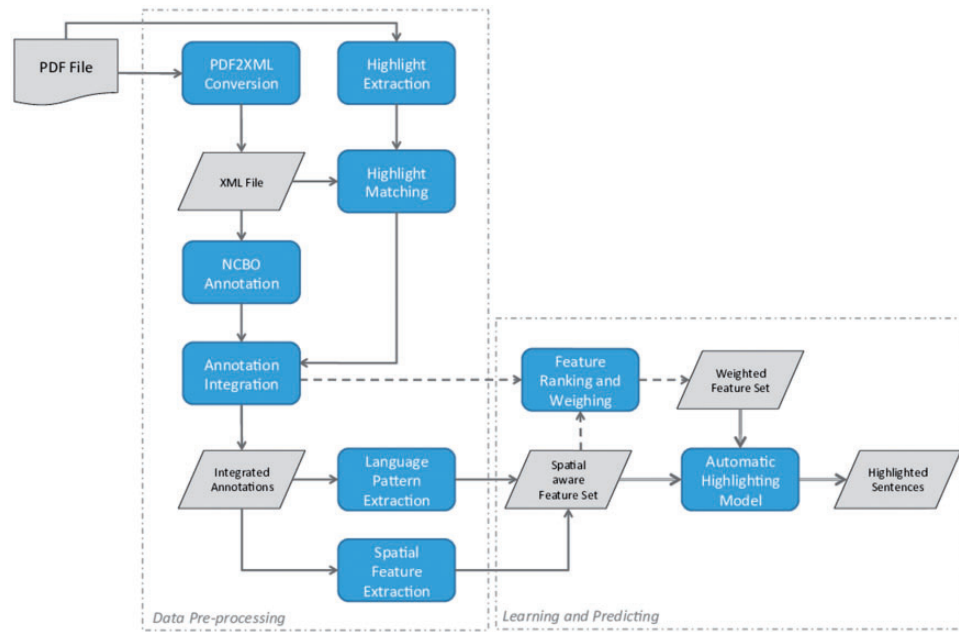 PDF File
PDF2XML
Conversion
Highlight
Extraction
XML File
Highlight
Matching
NCBO
Annotation
Annotation
Integration
Feature
Ranking and
Weighing
Weighted
Feature Set
Integrated
Annotations
Language
Pattern
Extraction
Spatial
aware
Feature Set
Automatic
Highlighting
Model
Highlighted
Sentences
Spatial
Feature
Extraction
Data Pre-processing
Learning and Predicting